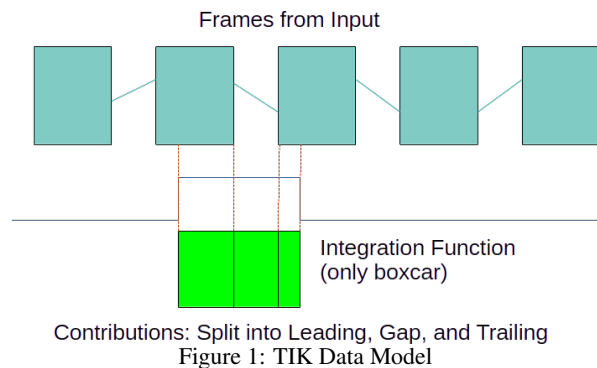 Frames from Input
Integration Function
(only boxcar)
Contributions: Split into Leading, Gap, and Trailing
Figure 1: TIK Data Model